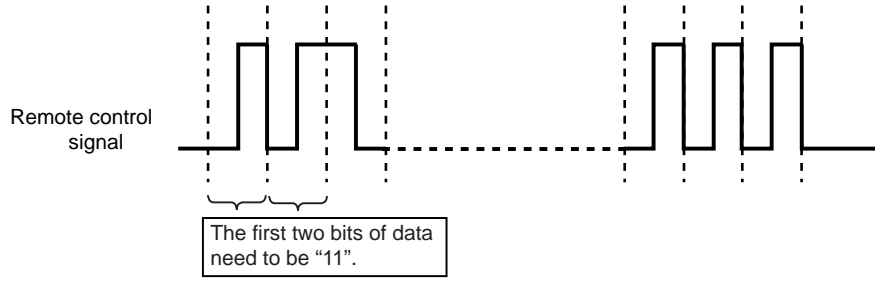 Remote control
signal
The first two bits of data
need to be “11”.